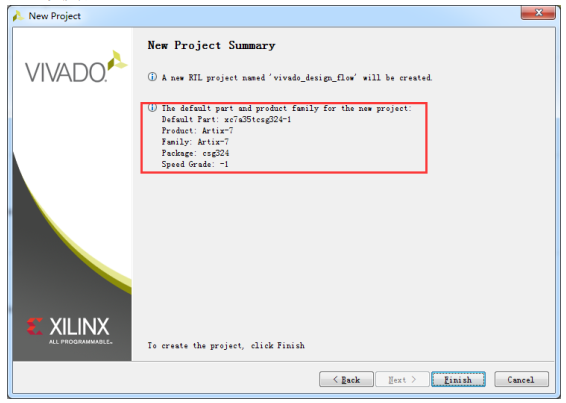 New Project
VIVADO.
New Project Summary
A new RIL project named 'vivado_design_flow' will be created.
The default part and product family for the new project:
Default Part: xc7a35tcsg324-1
Product: Artix-7
Family: Artix-7
Package: csg324
Speed Grade: -1
XILINX
ALL PROGRAMMABLE.
To create the project, click Finish
< Back
Next >
Finish
Cancel